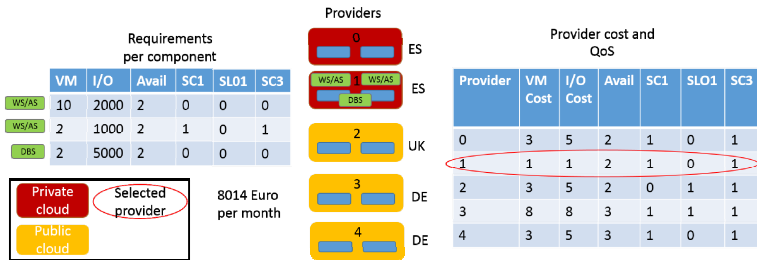 Requirements
per component
VM I/O Avail SC1 SL01 SC3
WS/AS 10 2000 2 0 0 0
WS/AS 2 1000 2 1 0 1
DBS 2 5000 2 0 0 0
Private
cloud
Selected
provider
Public
cloud
8014 Euro
per month
Providers
0 ES
WS/AS 1 WS/AS ES
DBS
2 UK
3 DE
4 DE
Provider cost and
QoS
Provider VM Cost I/O Cost Avail SC1 SLO1 SC3
0 3 5 2 1 0 1
1 1 1 2 1 0 1
2 3 5 2 0 1 1
3 8 8 3 1 1 1
4 3 5 3 1 0 1